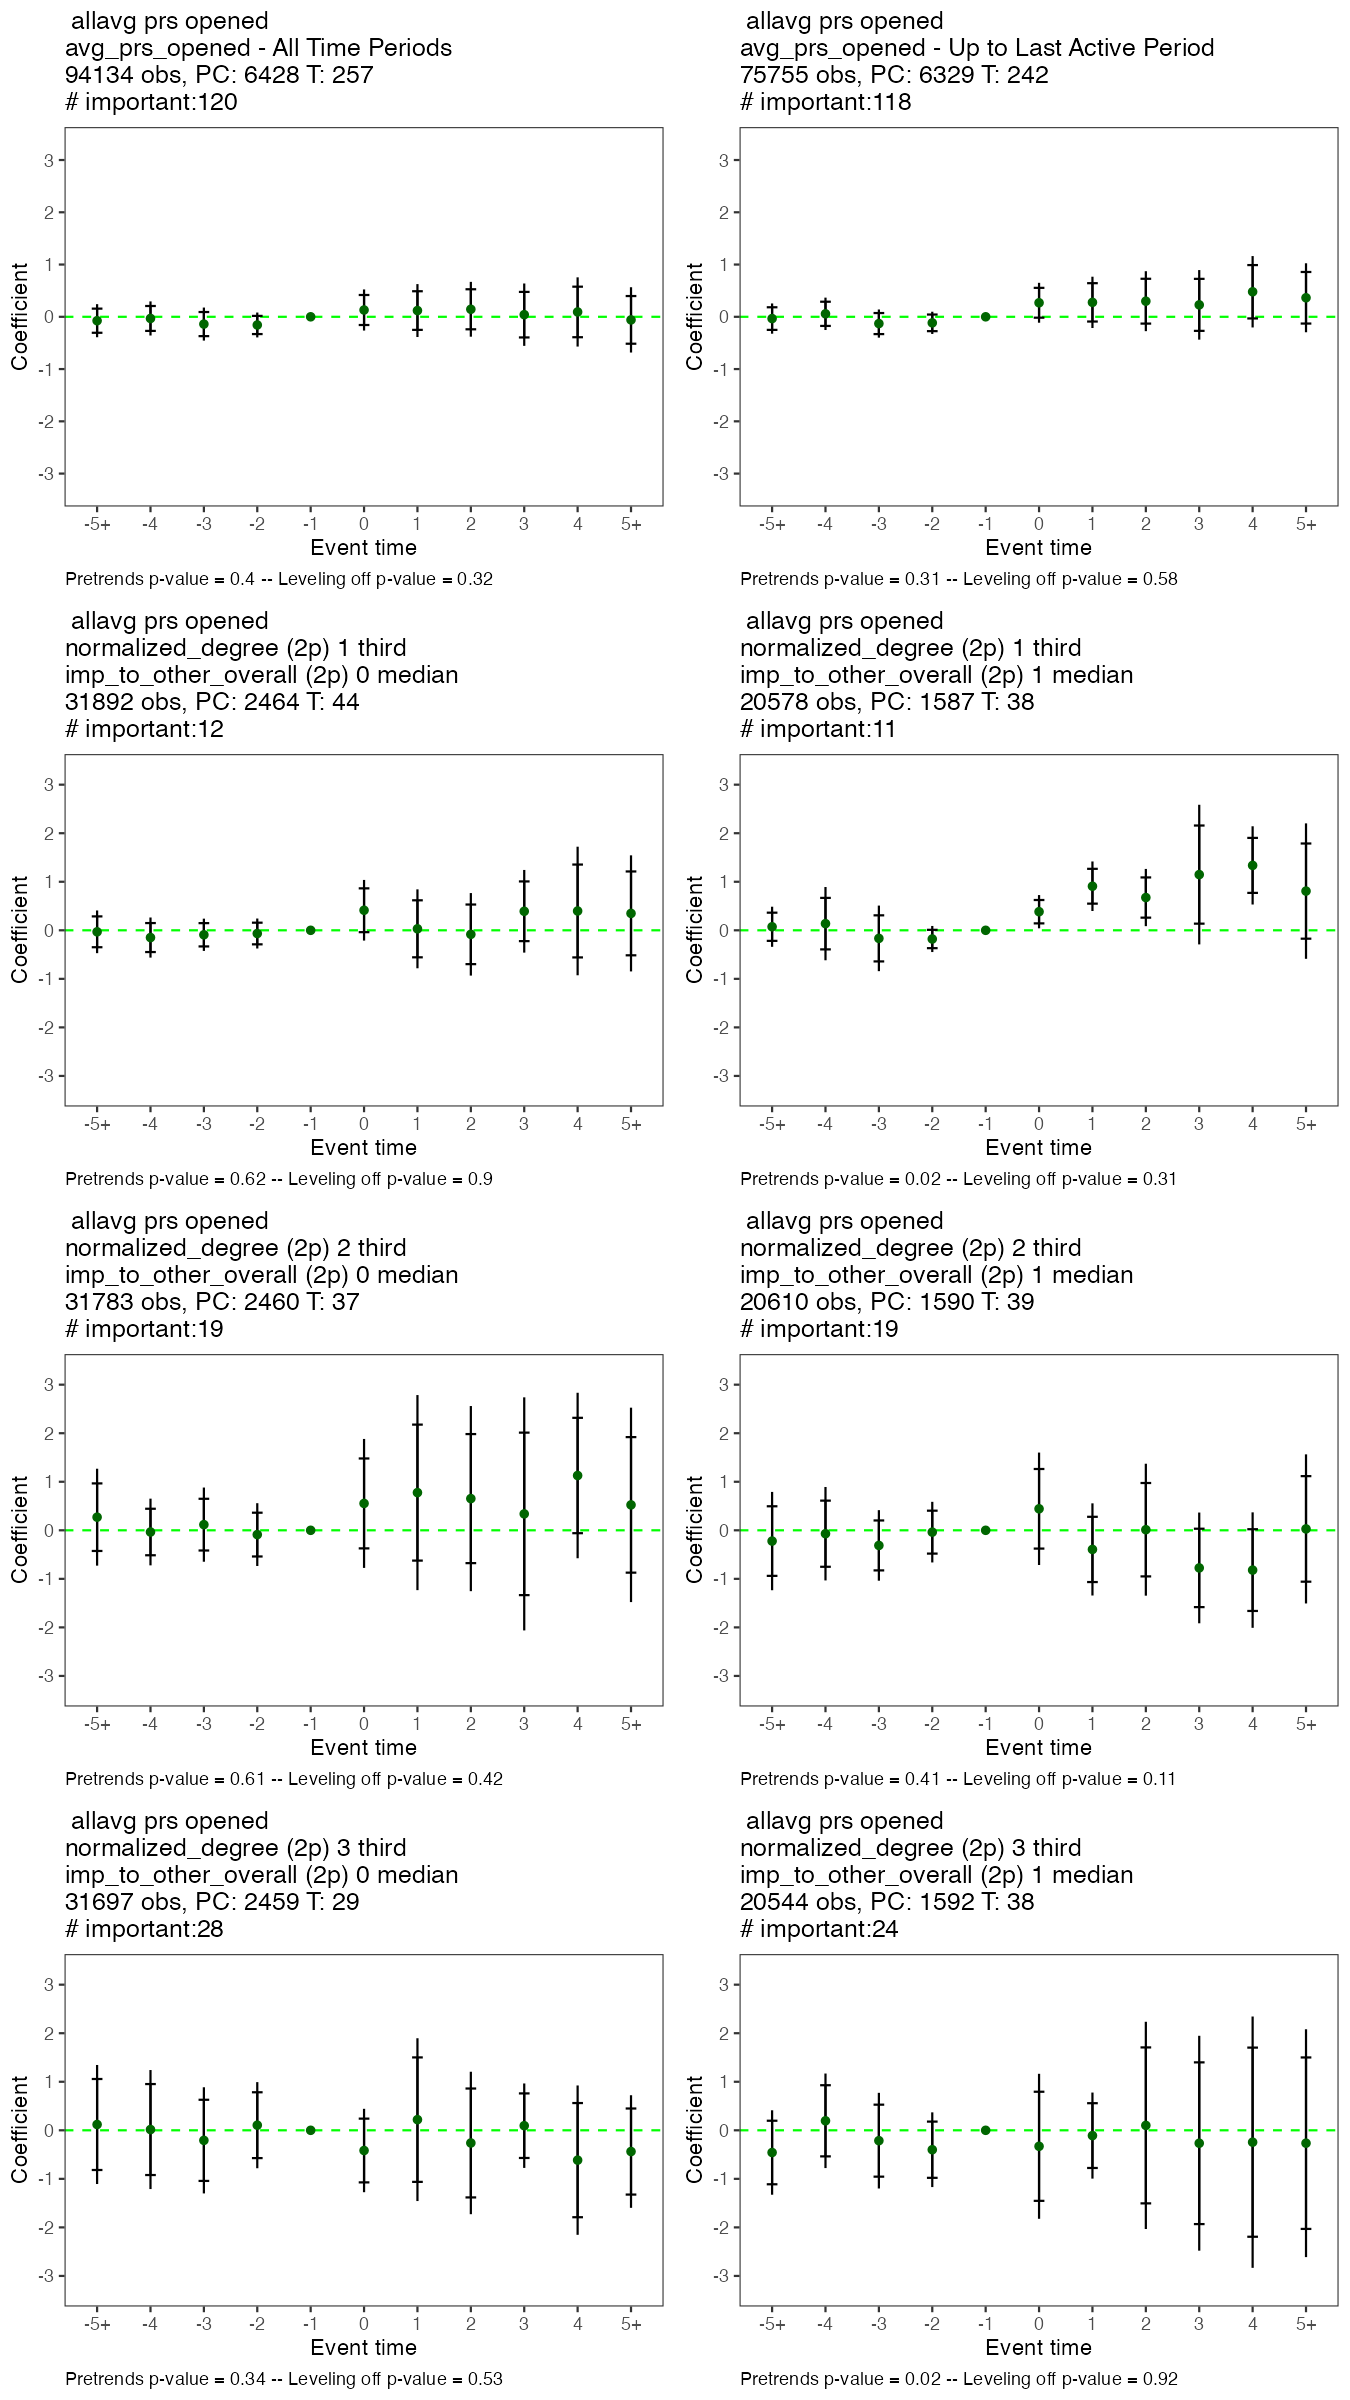 allavg prs opened
avg_prs_opened - All Time Periods
94134 obs, PC: 6428 T: 257
# important:120
3
2
1
0
-1
-2
-3
Coefficient
-5+ -4 -3 -2 -1 0 1 2 3 4 5+
Event time
Pretrends p-value = 0.4 -- Leveling off p-value = 0.32
allavg prs opened
avg_prs_opened - Up to Last Active Period
75755 obs, PC: 6329 T: 242
# important:118
3
2
1
0
-1
-2
-3
Coefficient
-5+ -4 -3 -2 -1 0 1 2 3 4 5+
Event time
Pretrends p-value = 0.31 -- Leveling off p-value = 0.58
allavg prs opened
normalized_degree (2p) 1 third
imp_to_other_overall (2p) 0 median
31892 obs, PC: 2464 T: 44
# important:12
3
2
1
0
-1
-2
-3
Coefficient
-5+ -4 -3 -2 -1 0 1 2 3 4 5+
Event time
Pretrends p-value = 0.62 -- Leveling off p-value = 0.9
allavg prs opened
normalized_degree (2p) 1 third
imp_to_other_overall (2p) 1 median
20578 obs, PC: 1587 T: 38
# important:11
3
2
1
0
-1
-2
-3
Coefficient
-5+ -4 -3 -2 -1 0 1 2 3 4 5+
Event time
Pretrends p-value = 0.02 -- Leveling off p-value = 0.31
allavg prs opened
normalized_degree (2p) 2 third
imp_to_other_overall (2p) 0 median
31783 obs, PC: 2460 T: 37
# important:19
3
2
1
0
-1
-2
-3
Coefficient
-5+ -4 -3 -2 -1 0 1 2 3 4 5+
Event time
Pretrends p-value = 0.61 -- Leveling off p-value = 0.42
allavg prs opened
normalized_degree (2p) 2 third
imp_to_other_overall (2p) 1 median
20610 obs, PC: 1590 T: 39
# important:19
3
2
1
0
-1
-2
-3
Coefficient
-5+ -4 -3 -2 -1 0 1 2 3 4 5+
Event time
Pretrends p-value = 0.41 -- Leveling off p-value = 0.11
allavg prs opened
normalized_degree (2p) 3 third
imp_to_other_overall (2p) 0 median
31697 obs, PC: 2459 T: 29
# important:28
3
2
1
0
-1
-2
-3
Coefficient
-5+ -4 -3 -2 -1 0 1 2 3 4 5+
Event time
Pretrends p-value = 0.34 -- Leveling off p-value = 0.53
allavg prs opened
normalized_degree (2p) 3 third
imp_to_other_overall (2p) 1 median
20544 obs, PC: 1592 T: 38
# important:24
3
2
1
0
-1
-2
-3
Coefficient
-5+ -4 -3 -2 -1 0 1 2 3 4 5+
Event time
Pretrends p-value = 0.02 -- Leveling off p-value = 0.92